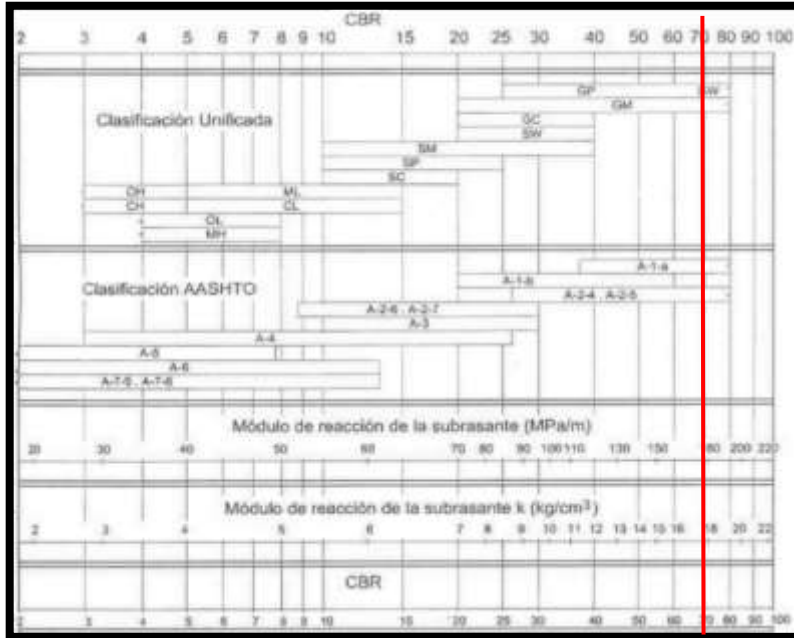 CBR
2 3 4 5 6 7 8 9 10 15 20 25 30 40 50 60 70 80 100
GP SW
GM
Clasificación Unificada
GC
SW
SM
SP
SC
OH ML
CH CL
OL
MH
A-1-a
Clasificación AASHTO
A-1-b
A-2-4 , A-2-5
A-2-6 , A-2-7
A-3
A-4
A-5
A-6
A-7-5 , A-7-6
Módulo de reacción de la subrasante (MPa/m)
20 30 40 50 60 70 80 90 100 110 130 150 180 200 220
Módulo de reacción de la subrasante k (kg/cm³)
2 3 4 5 6 7 8 9 10 11 12 13 14 15 16 18 20 22
CBR
2 3 4 5 6 7 8 9 10 15 20 25 30 40 50 60 70 80 90 100